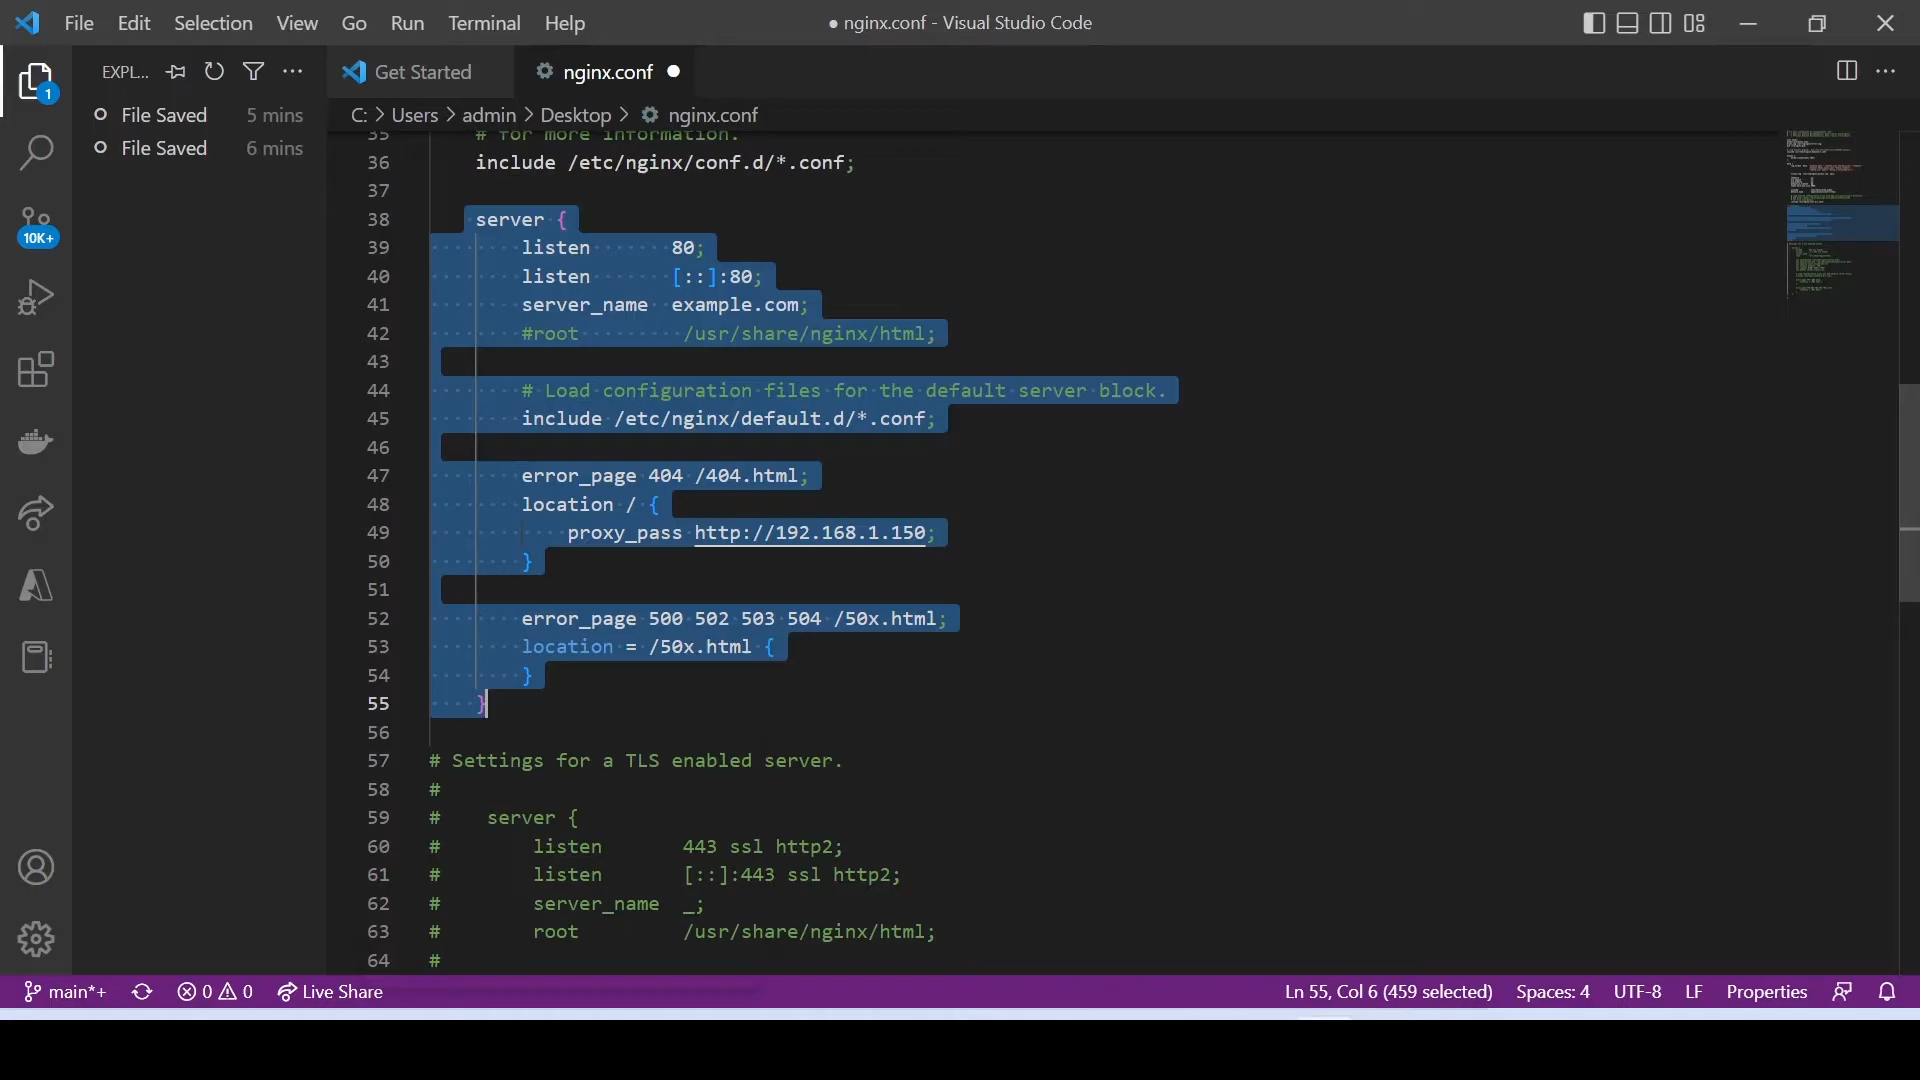 File Edit Selection View Go Run Terminal Help
● nginx.conf - Visual Studio Code
EXPL...
Get Started
nginx.conf
1
File Saved 5 mins
File Saved 6 mins
10K+
C: > Users > admin > Desktop > nginx.conf
35 # for more information.
36 include /etc/nginx/conf.d/*.conf;
37
38 server {
39 listen 80;
40 listen [::]:80;
41 server_name example.com;
42 #root /usr/share/nginx/html;
43
44 # Load configuration files for the default server block.
45 include /etc/nginx/default.d/*.conf;
46
47 error_page 404 /404.html;
48 location / {
49 proxy_pass http://192.168.1.150;
50 }
51
52 error_page 500 502 503 504 /50x.html;
53 location = /50x.html {
54 }
55 }
56
57 # Settings for a TLS enabled server.
58 #
59 # server {
60 # listen 443 ssl http2;
61 # listen [::]:443 ssl http2;
62 # server_name _;
63 # root /usr/share/nginx/html;
64 #
main*+ 0 0 Live Share
Ln 55, Col 6 (459 selected) Spaces: 4 UTF-8 LF Properties